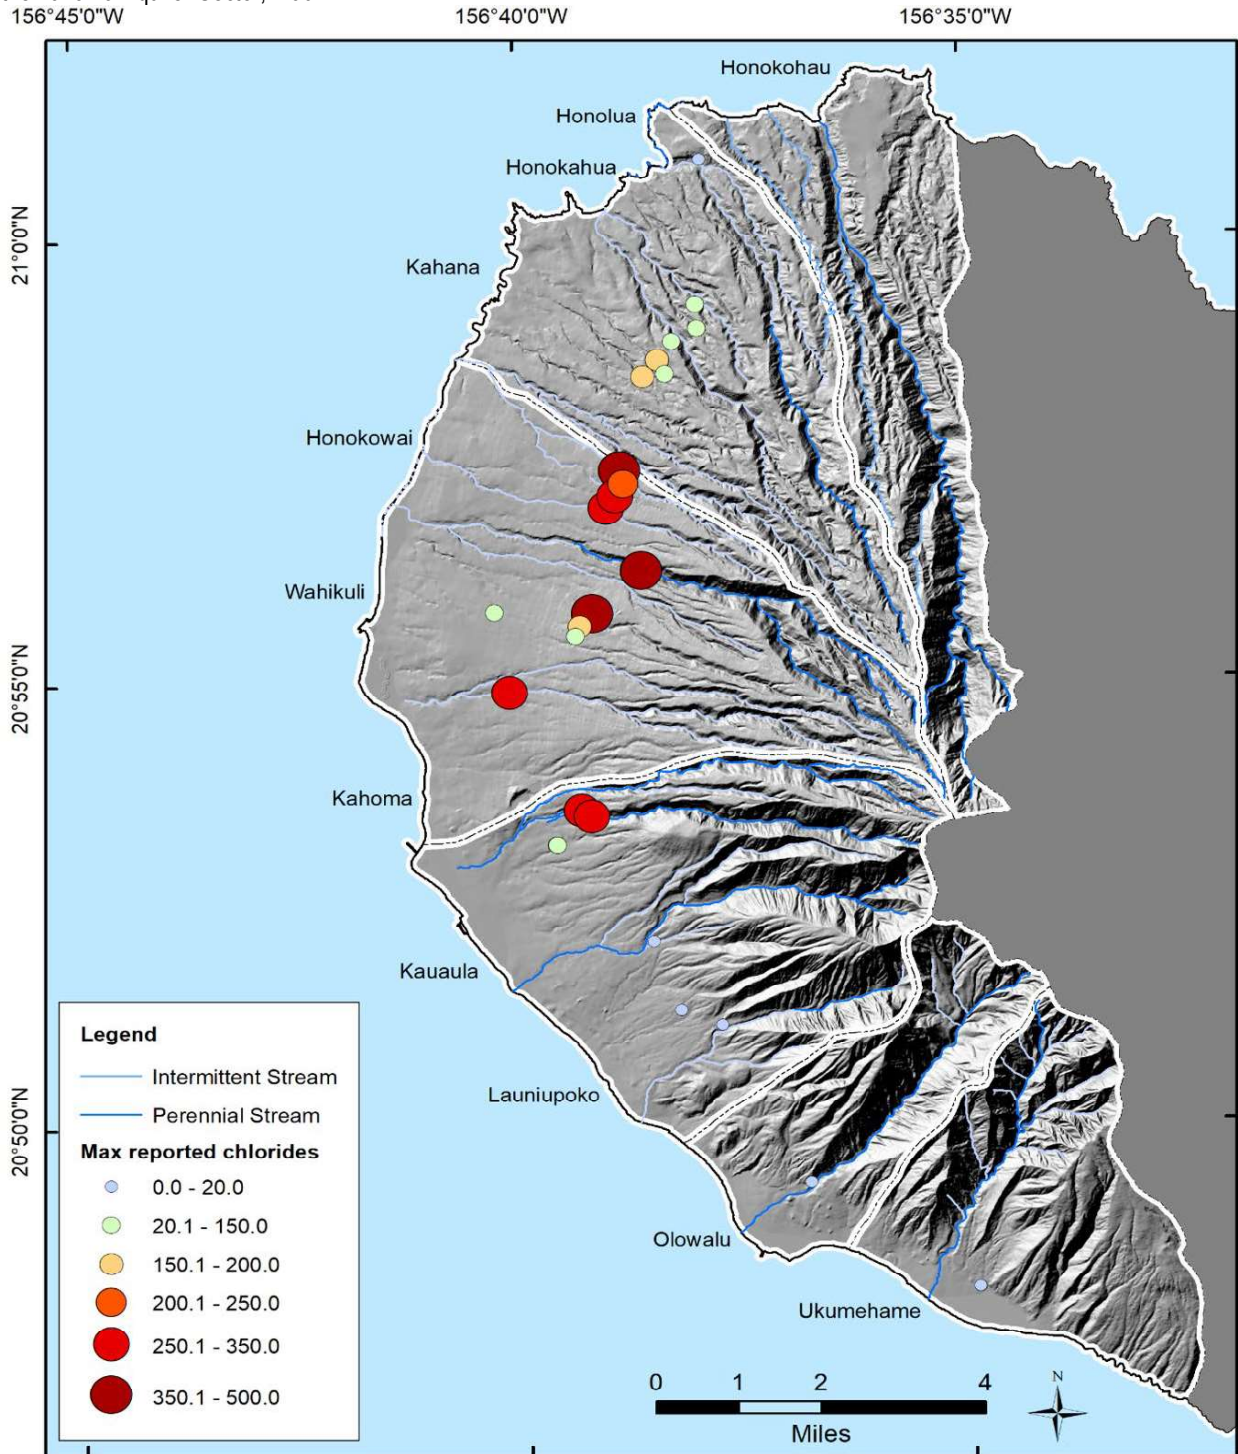 156°45'0"W
156°40'0"W
156°35'0"W
Honokohau
Honolua
Honokahua
21°0'0"N
Kahana
Honokowai
Wahikuli
20°55'0"N
Kahoma
Kauaula
Legend
Intermittent Stream
Perennial Stream
Max reported chlorides
0.0 - 20.0
20.1 - 150.0
150.1 - 200.0
200.1 - 250.0
250.1 - 350.0
350.1 - 500.0
20°50'0"N
Launiupoko
Olowalu
Ukumehame
0 1 2 4
Miles
N